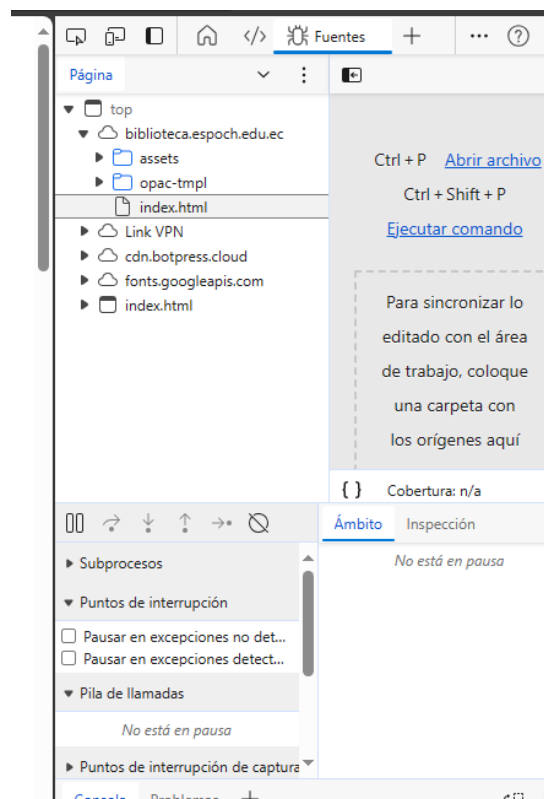 Fuentes
Página
top
biblioteca.espoch.edu.ec
assets
opac-tmpl
index.html
Link VPN
cdn.botpress.cloud
fonts.googleapis.com
index.html
Ctrl + P Abrir archivo
Ctrl + Shift + P
Ejecutar comando
Para sincronizar lo
editado con el área
de trabajo, coloque
una carpeta con
los orígenes aquí
{ } Cobertura: n/a
Ámbito Inspección
No está en pausa
Subprocesos
Puntos de interrupción
Pausar en excepciones no det...
Pausar en excepciones detect...
Pila de llamadas
No está en pausa
Puntos de interrupción de captura
Consola Problemas